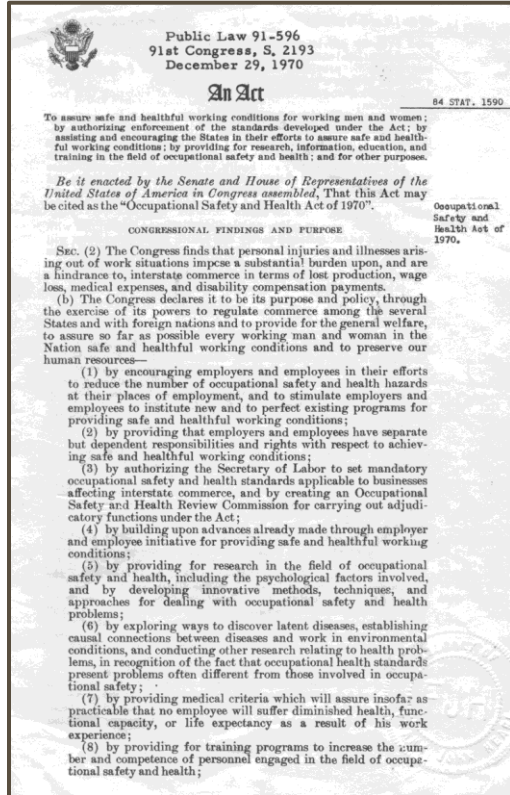 Public Law 91-596
91st Congress, S. 2193
December 29, 1970
An Act
84 STAT. 1590
To assure safe and healthful working conditions for working men and women;
by authorizing enforcement of the standards developed under the Act; by
assisting and encouraging the States in their efforts to assure safe and health-
ful working conditions; by providing for research, information, education, and
training in the field of occupational safety and health; and for other purposes.
Be it enacted by the Senate and House of Representatives of the
United States of America in Congress assembled, That this Act may
be cited as the "Occupational Safety and Health Act of 1970".
Occupational
Safety and
Health Act of
1970.
CONGRESSIONAL FINDINGS AND PURPOSE
SEC. (2) The Congress finds that personal injuries and illnesses aris-
ing out of work situations impose a substantial burden upon, and are
a hindrance to, interstate commerce in terms of lost production, wage
loss, medical expenses, and disability compensation payments.
(b) The Congress declares it to be its purpose and policy, through
the exercise of its powers to regulate commerce among the several
States and with foreign nations and to provide for the general welfare,
to assure so far as possible every working man and woman in the
Nation safe and healthful working conditions and to preserve our
human resources—
(1) by encouraging employers and employees in their efforts
to reduce the number of occupational safety and health hazards
at their places of employment, and to stimulate employers and
employees to institute new and to perfect existing programs for
providing safe and healthful working conditions;
(2) by providing that employers and employees have separate
but dependent responsibilities and rights with respect to achiev-
ing safe and healthful working conditions;
(3) by authorizing the Secretary of Labor to set mandatory
occupational safety and health standards applicable to businesses
affecting interstate commerce, and by creating an Occupational
Safety and Health Review Commission for carrying out adjudi-
catory functions under the Act;
(4) by building upon advances already made through employer
and employee initiative for providing safe and healthful working
conditions;
(5) by providing for research in the field of occupational
safety and health, including the psychological factors involved,
and by developing innovative methods, techniques, and
approaches for dealing with occupational safety and health
problems;
(6) by exploring ways to discover latent diseases, establishing
causal connections between diseases and work in environmental
conditions, and conducting other research relating to health prob-
lems, in recognition of the fact that occupational health standards
present problems often different from those involved in occupa-
tional safety;
(7) by providing medical criteria which will assure insofar as
practicable that no employee will suffer diminished health, func-
tional capacity, or life expectancy as a result of his work
experience;
(8) by providing for training programs to increase the num-
ber and competence of personnel engaged in the field of occupa-
tional safety and health;